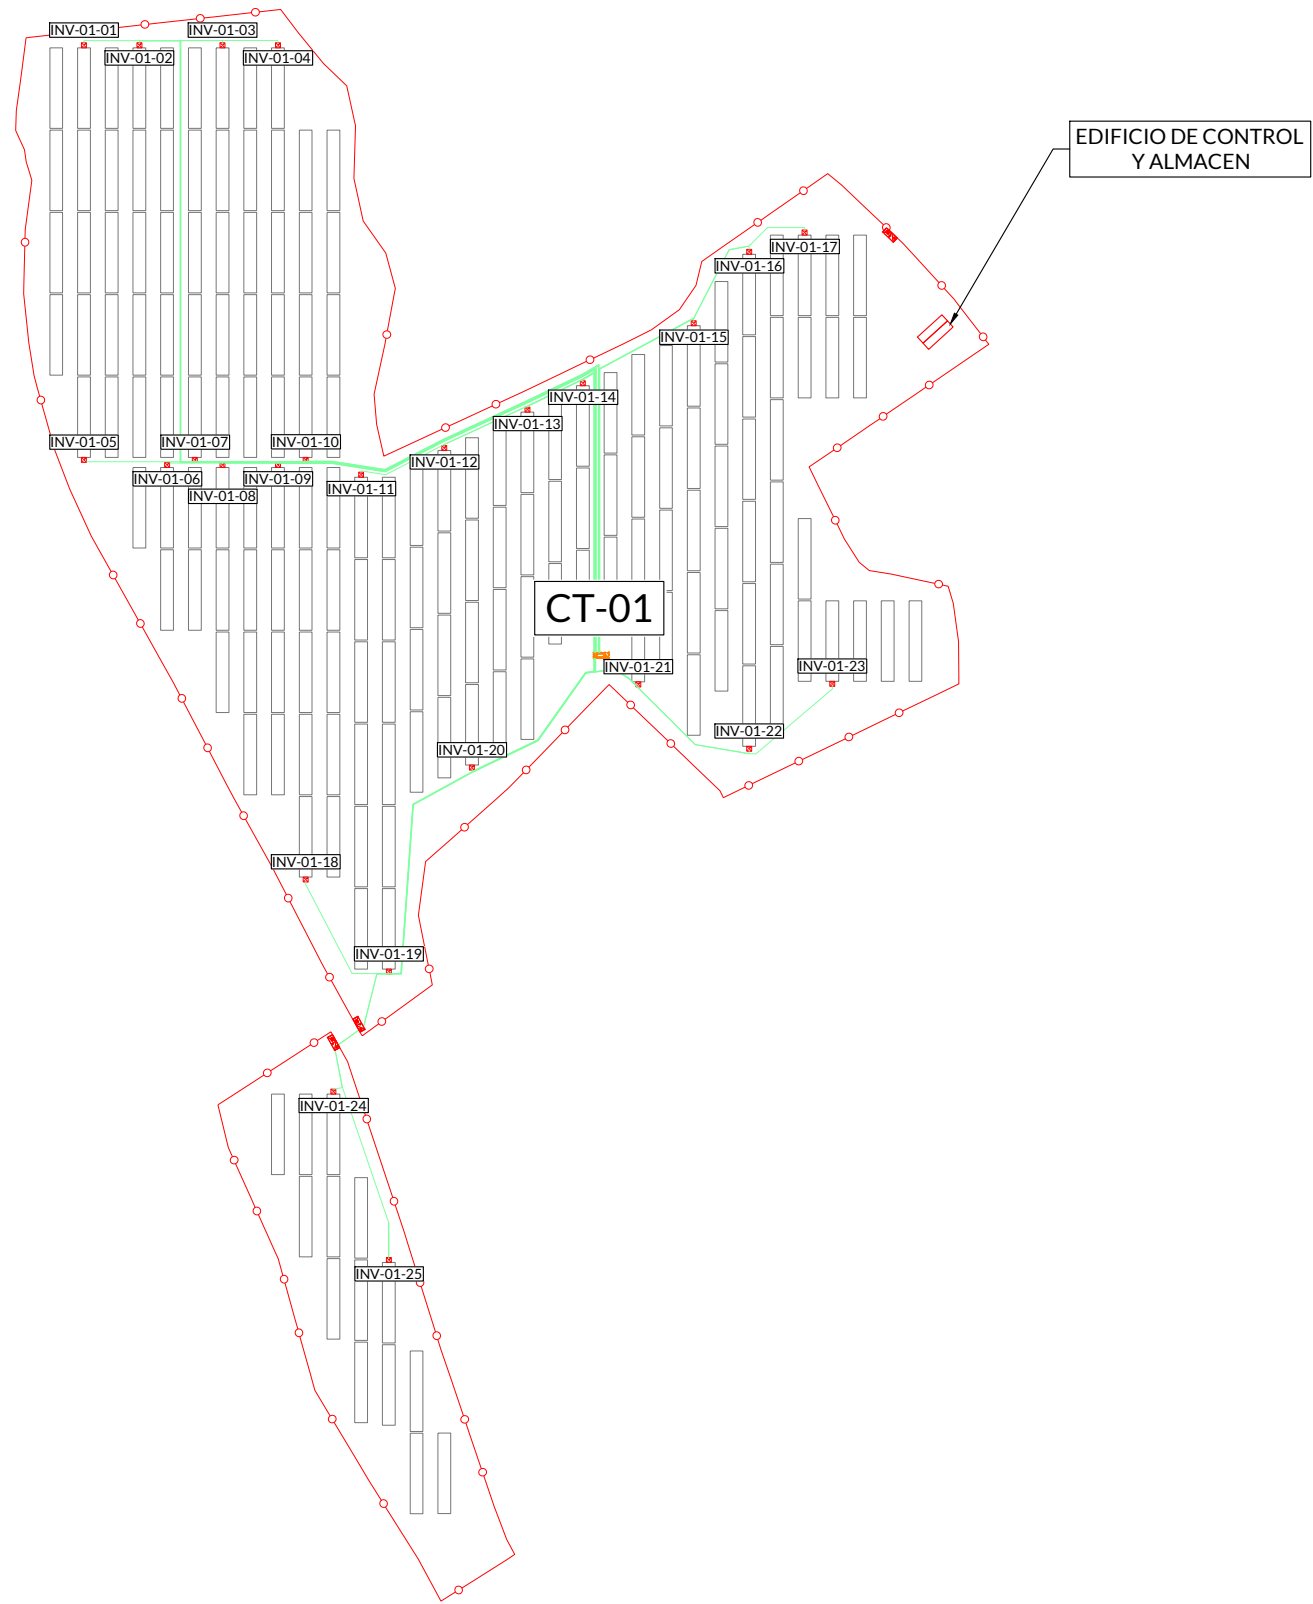 INV-01-01
INV-01-03
INV-01-02
INV-01-04
EDIFICIO DE CONTROL
Y ALMACEN
INV-01-17
INV-01-16
INV-01-15
INV-01-14
INV-01-13
INV-01-05
INV-01-07
INV-01-10
INV-01-12
INV-01-06
INV-01-09
INV-01-11
INV-01-08
CT-01
INV-01-21
INV-01-23
INV-01-22
INV-01-20
INV-01-18
INV-01-19
INV-01-24
INV-01-25